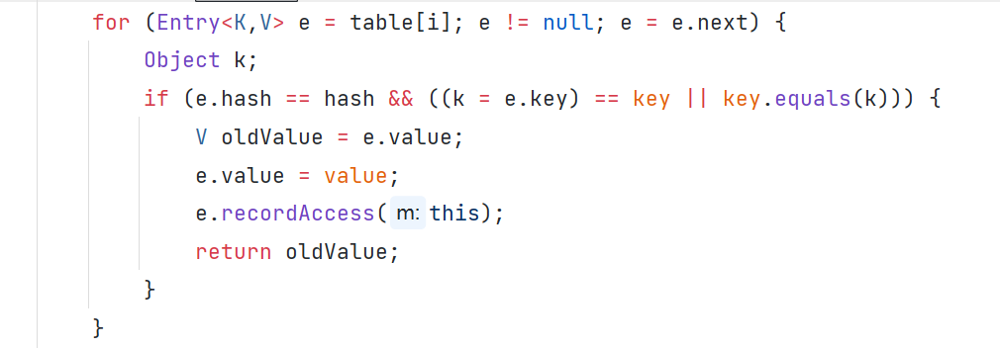 for (Entry<K,V> e = table[i]; e != null; e = e.next) {
Object k;
if (e.hash == hash && ((k = e.key) == key || key.equals(k))) {
V oldValue = e.value;
e.value = value;
e.recordAccess( m: this);
return oldValue;
}
}